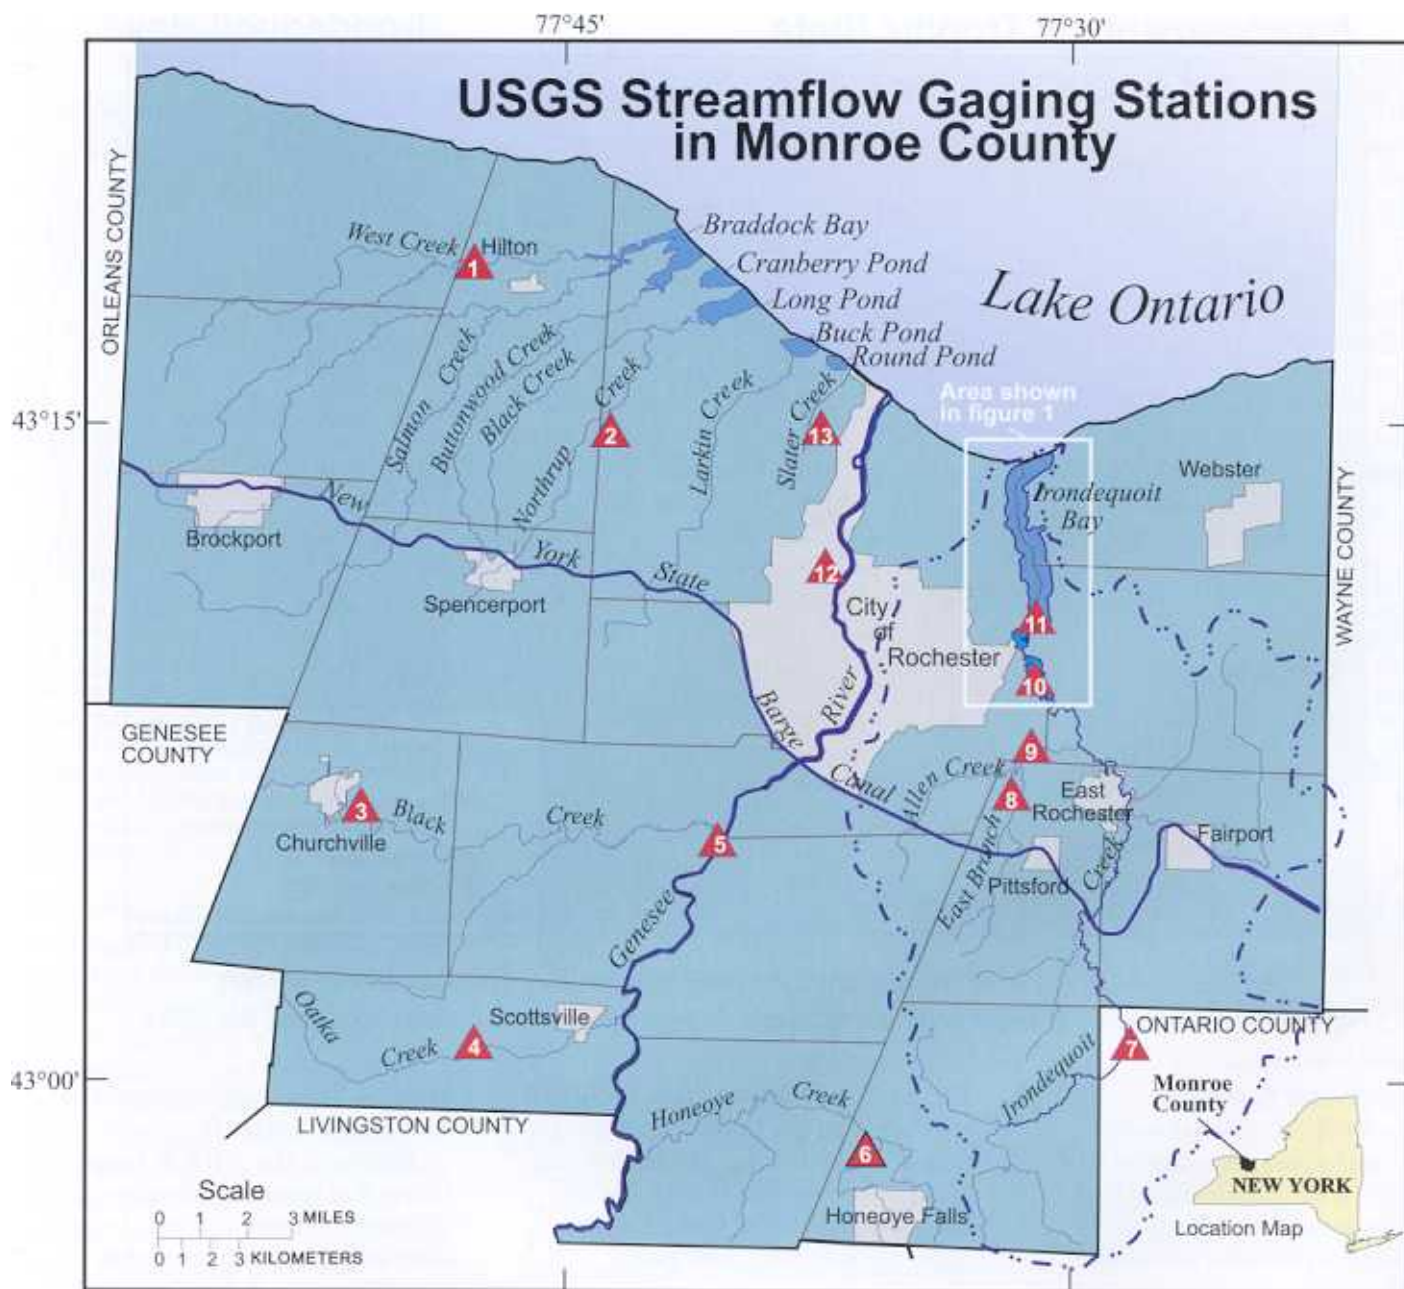 77°45'
77°30'
USGS Streamflow Gaging Stations
in Monroe County
ORLEANS COUNTY
West Creek
Hilton
1
Braddock Bay
Cranberry Pond
Long Pond
Buck Pond
Round Pond
Lake Ontario
Area shown
in figure 1
43°15'
Salmon Creek
Buttonwood Creek
Black Creek
Northrup Creek
2
Larkin Creek
Slater Creek
13
Irondequoit
Bay
Webster
WAYNE COUNTY
Brockport
New York State Barge Canal
Spencerport
12
City
of
Rochester
11
10
River
GENESEE
COUNTY
3
Churchville
Black Creek
5
Genesee
Allen Creek
9
8
East
Rochester
East Branch
Pittsford
Creek
Fairport
Oatka
Creek
4
Scottsville
ONTARIO COUNTY
7
Irondequoit
43°00'
LIVINGSTON COUNTY
Honeoye Creek
6
Honeoye Falls
Monroe
County
NEW YORK
Location Map
Scale
0 1 2 3 MILES
0 1 2 3 KILOMETERS